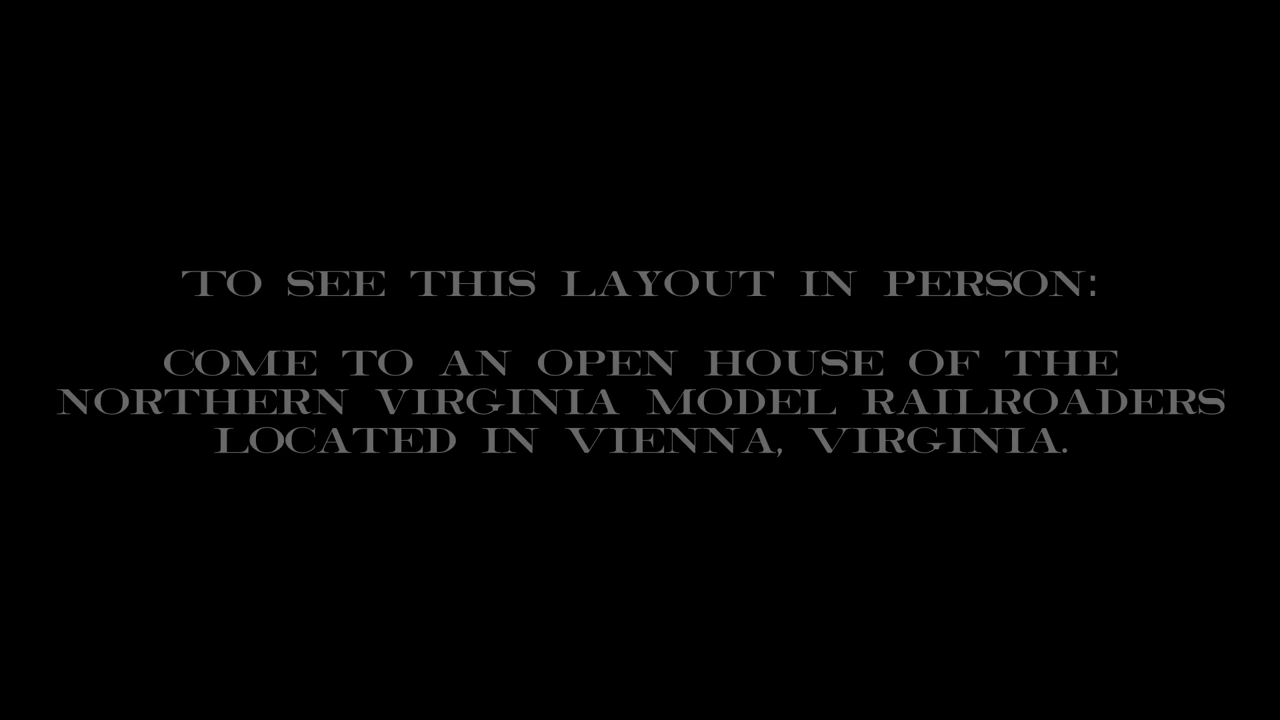 TO SEE THIS LAYOUT IN PERSON:
COME TO AN OPEN HOUSE OF THE
NORTHERN VIRGINIA MODEL RAILROADERS
LOCATED IN VIENNA, VIRGINIA.